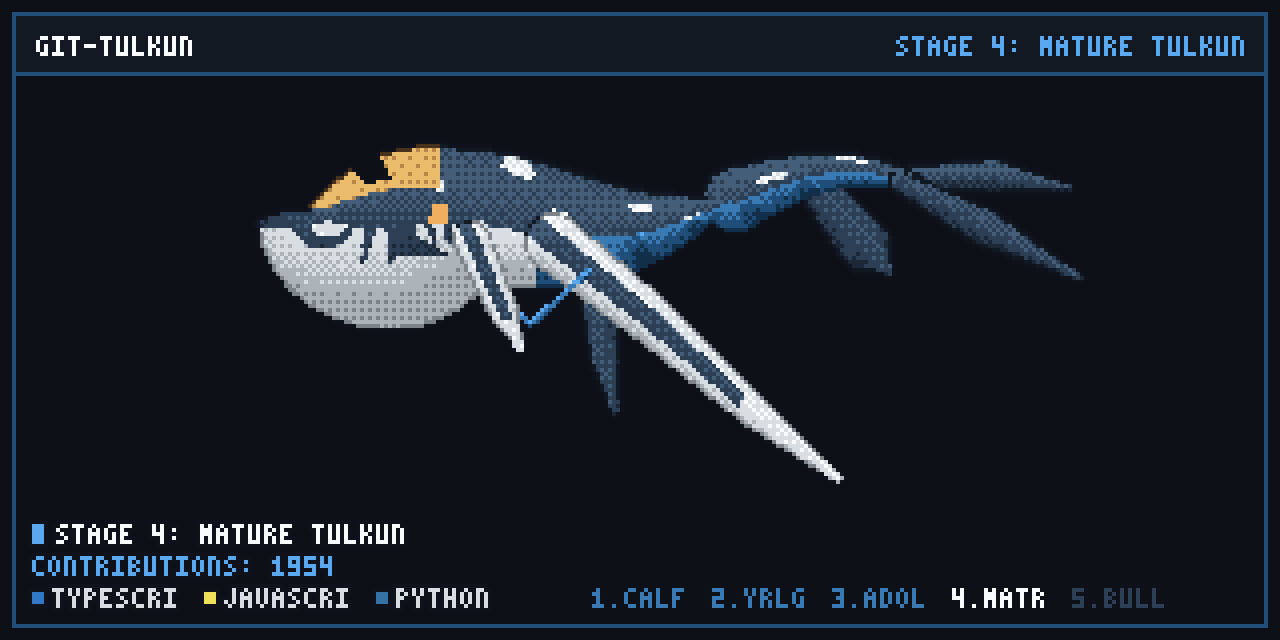 GIT-TULKUN
STAGE 4: MATURE TULKUN
STAGE 4: MATURE TULKUN
CONTRIBUTIONS: 1954
TYPESCRI JAVASCRI PYTHON 1.CALF 2.YRLG 3.ADOL 4.MATR 5.BULL